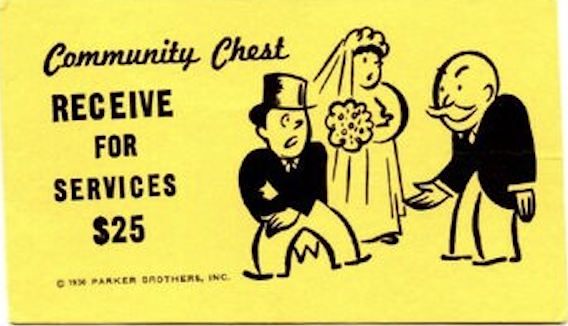 Community Chest
RECEIVE
FOR
SERVICES
$25
© 1936 PARKER BROTHERS, INC.